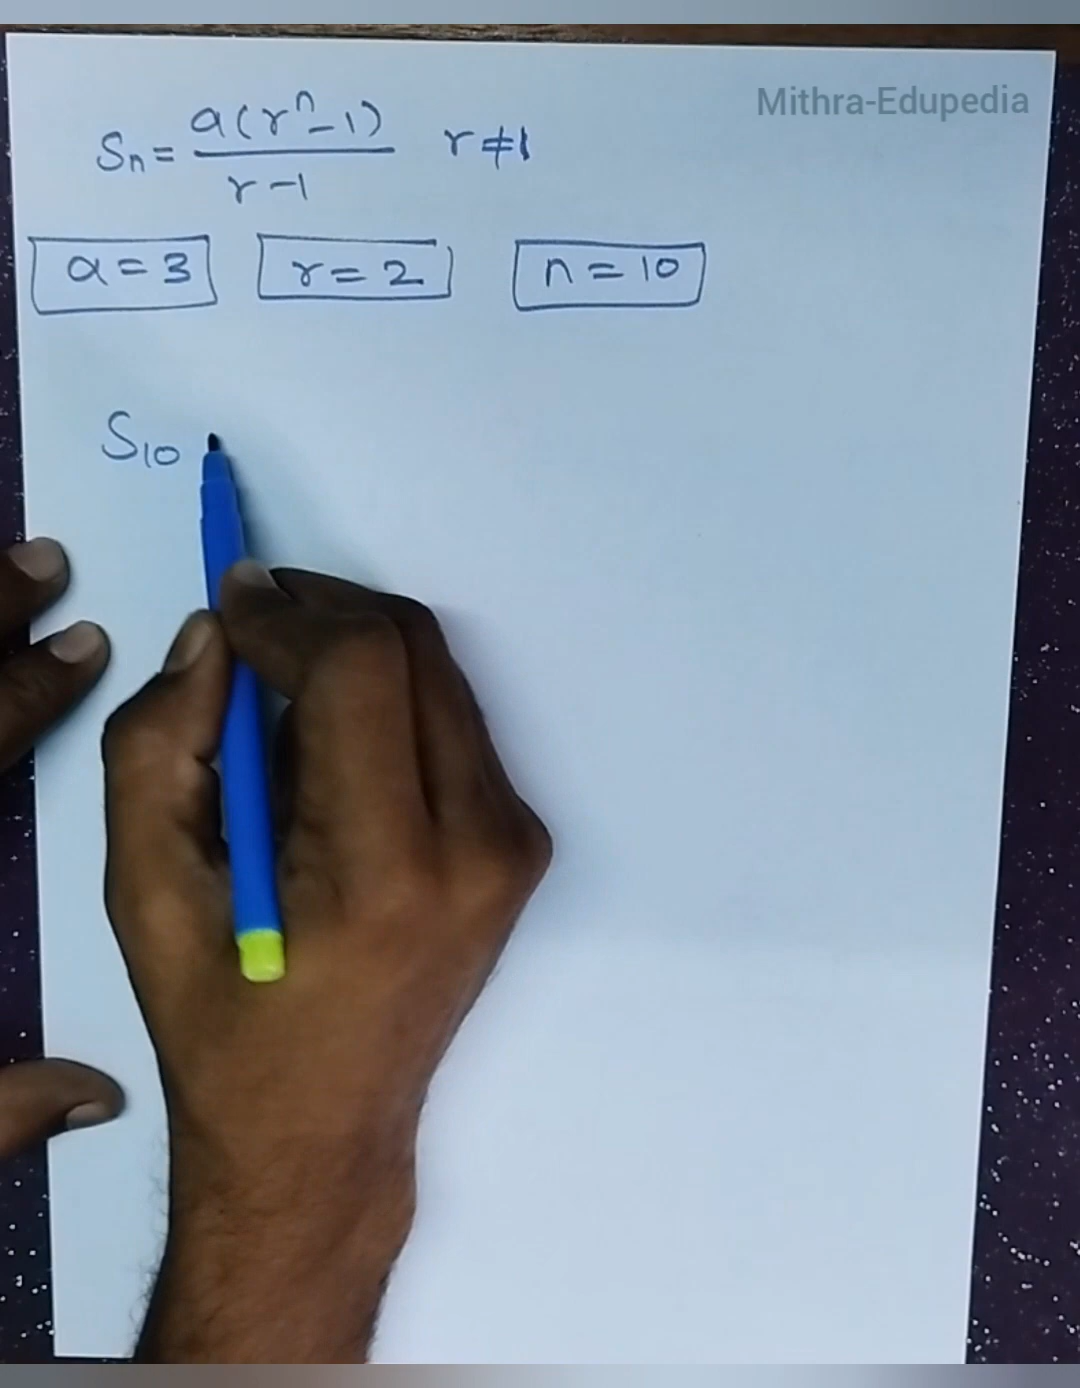 Mithra-Edupedia
Sn = a(r^n - 1) / r - 1   r ≠ 1
a = 3   r = 2   n = 10
S10